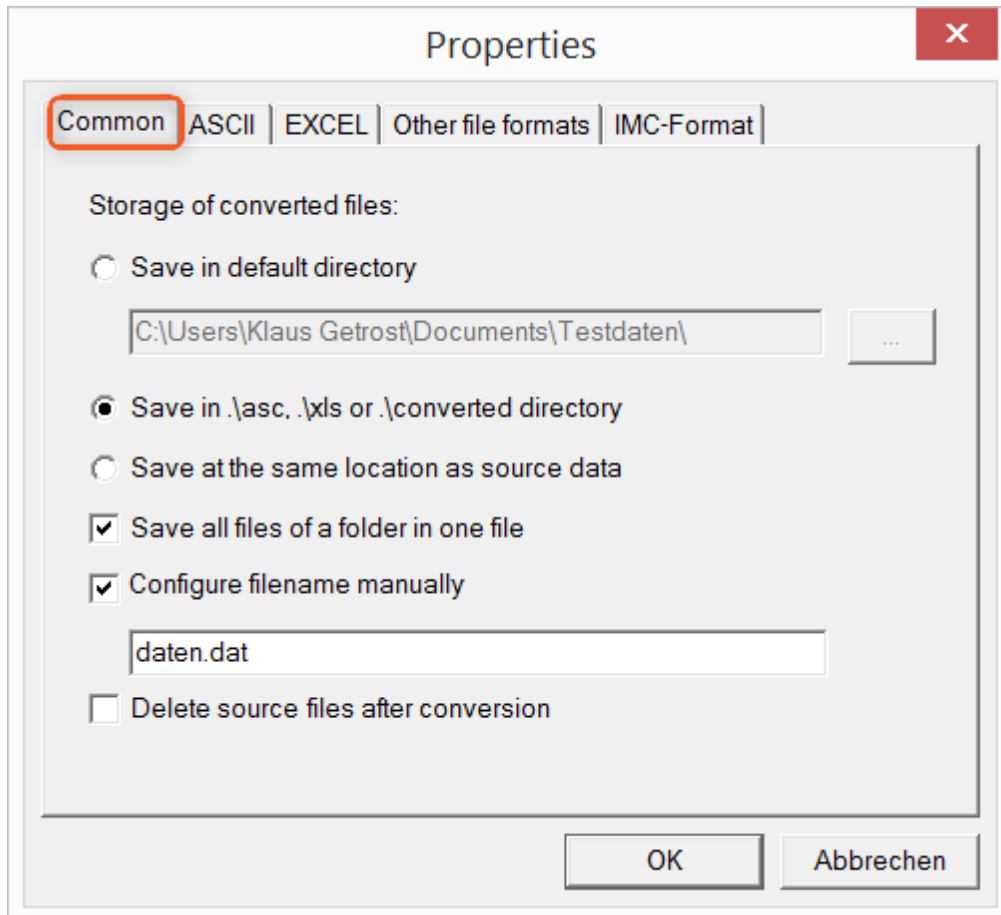 Properties
Common ASCII EXCEL Other file formats IMC-Format
Storage of converted files:
Save in default directory
C:\Users\Klaus Getrost\Documents\Testdaten\
...
Save in .\asc, .\xls or .\converted directory
Save at the same location as source data
Save all files of a folder in one file
Configure filename manually
daten.dat
Delete source files after conversion
OK Abbrechen